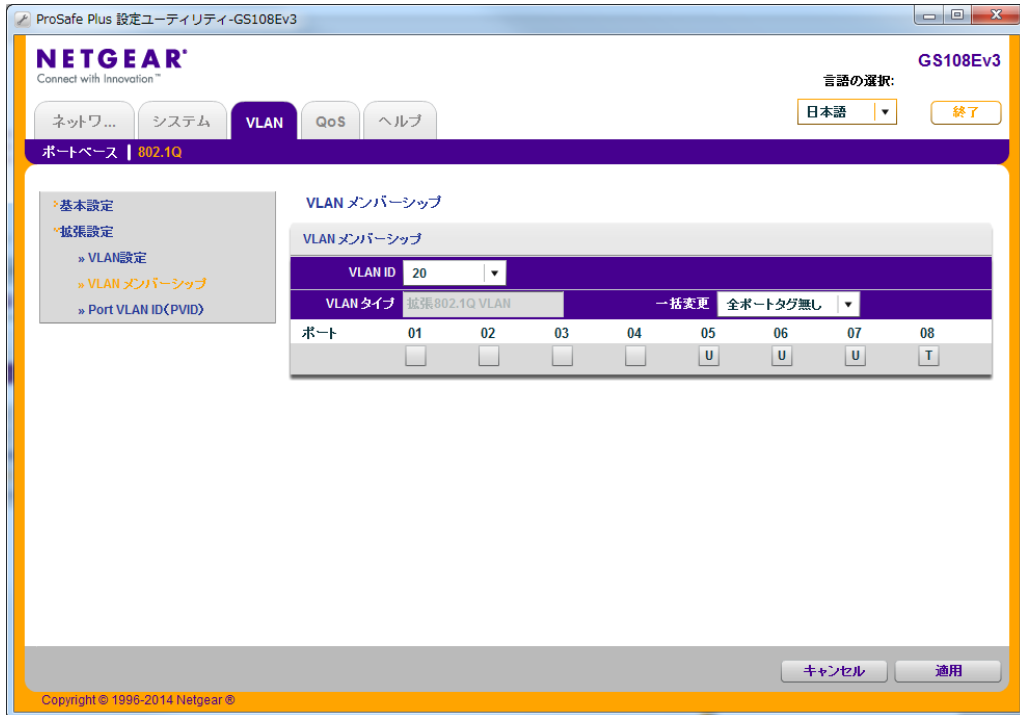 ProSafe Plus 設定ユーティリティ-GS108Ev3
NETGEAR®
Connect with Innovation™
GS108Ev3
言語の選択:
日本語
終了
ネットワ...
システム
VLAN
QoS
ヘルプ
ポートベース | 802.1Q
基本設定
拡張設定
» VLAN設定
» VLAN メンバーシップ
» Port VLAN ID(PVID)
VLAN メンバーシップ
VLAN メンバーシップ
VLAN ID 20
VLAN タイプ 拡張802.1Q VLAN 一括変更 全ポートタグ無し
ポート 01 02 03 04 05 06 07 08
U U U T
キャンセル 適用
Copyright © 1996-2014 Netgear ®